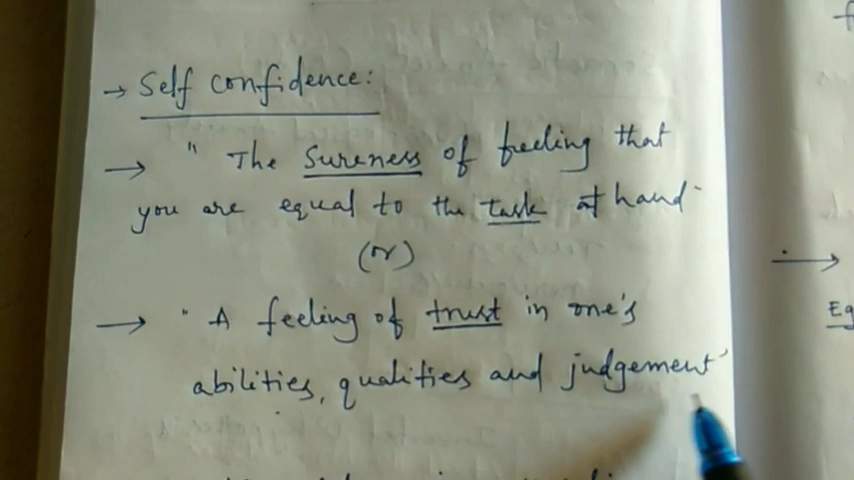 → Self confidence:
→ " The Sureness of feeling that
you are equal to the task at hand-
(or)
→ " A feeling of trust in one's
abilities, qualities and judgement'
Eg